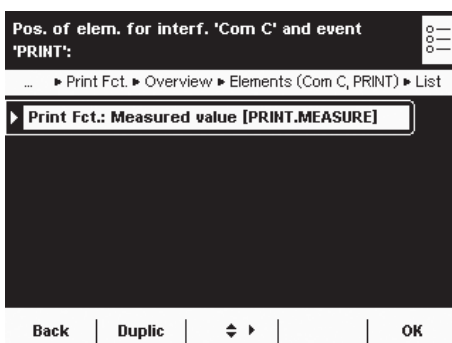 Pos. of elem. for interf. 'Com C' and event
'PRINT':
... ▸ Print Fct. ▸ Overview ▸ Elements (Com C, PRINT) ▸ List
Print Fct.: Measured value [PRINT.MEASURE]
Back Duplic OK